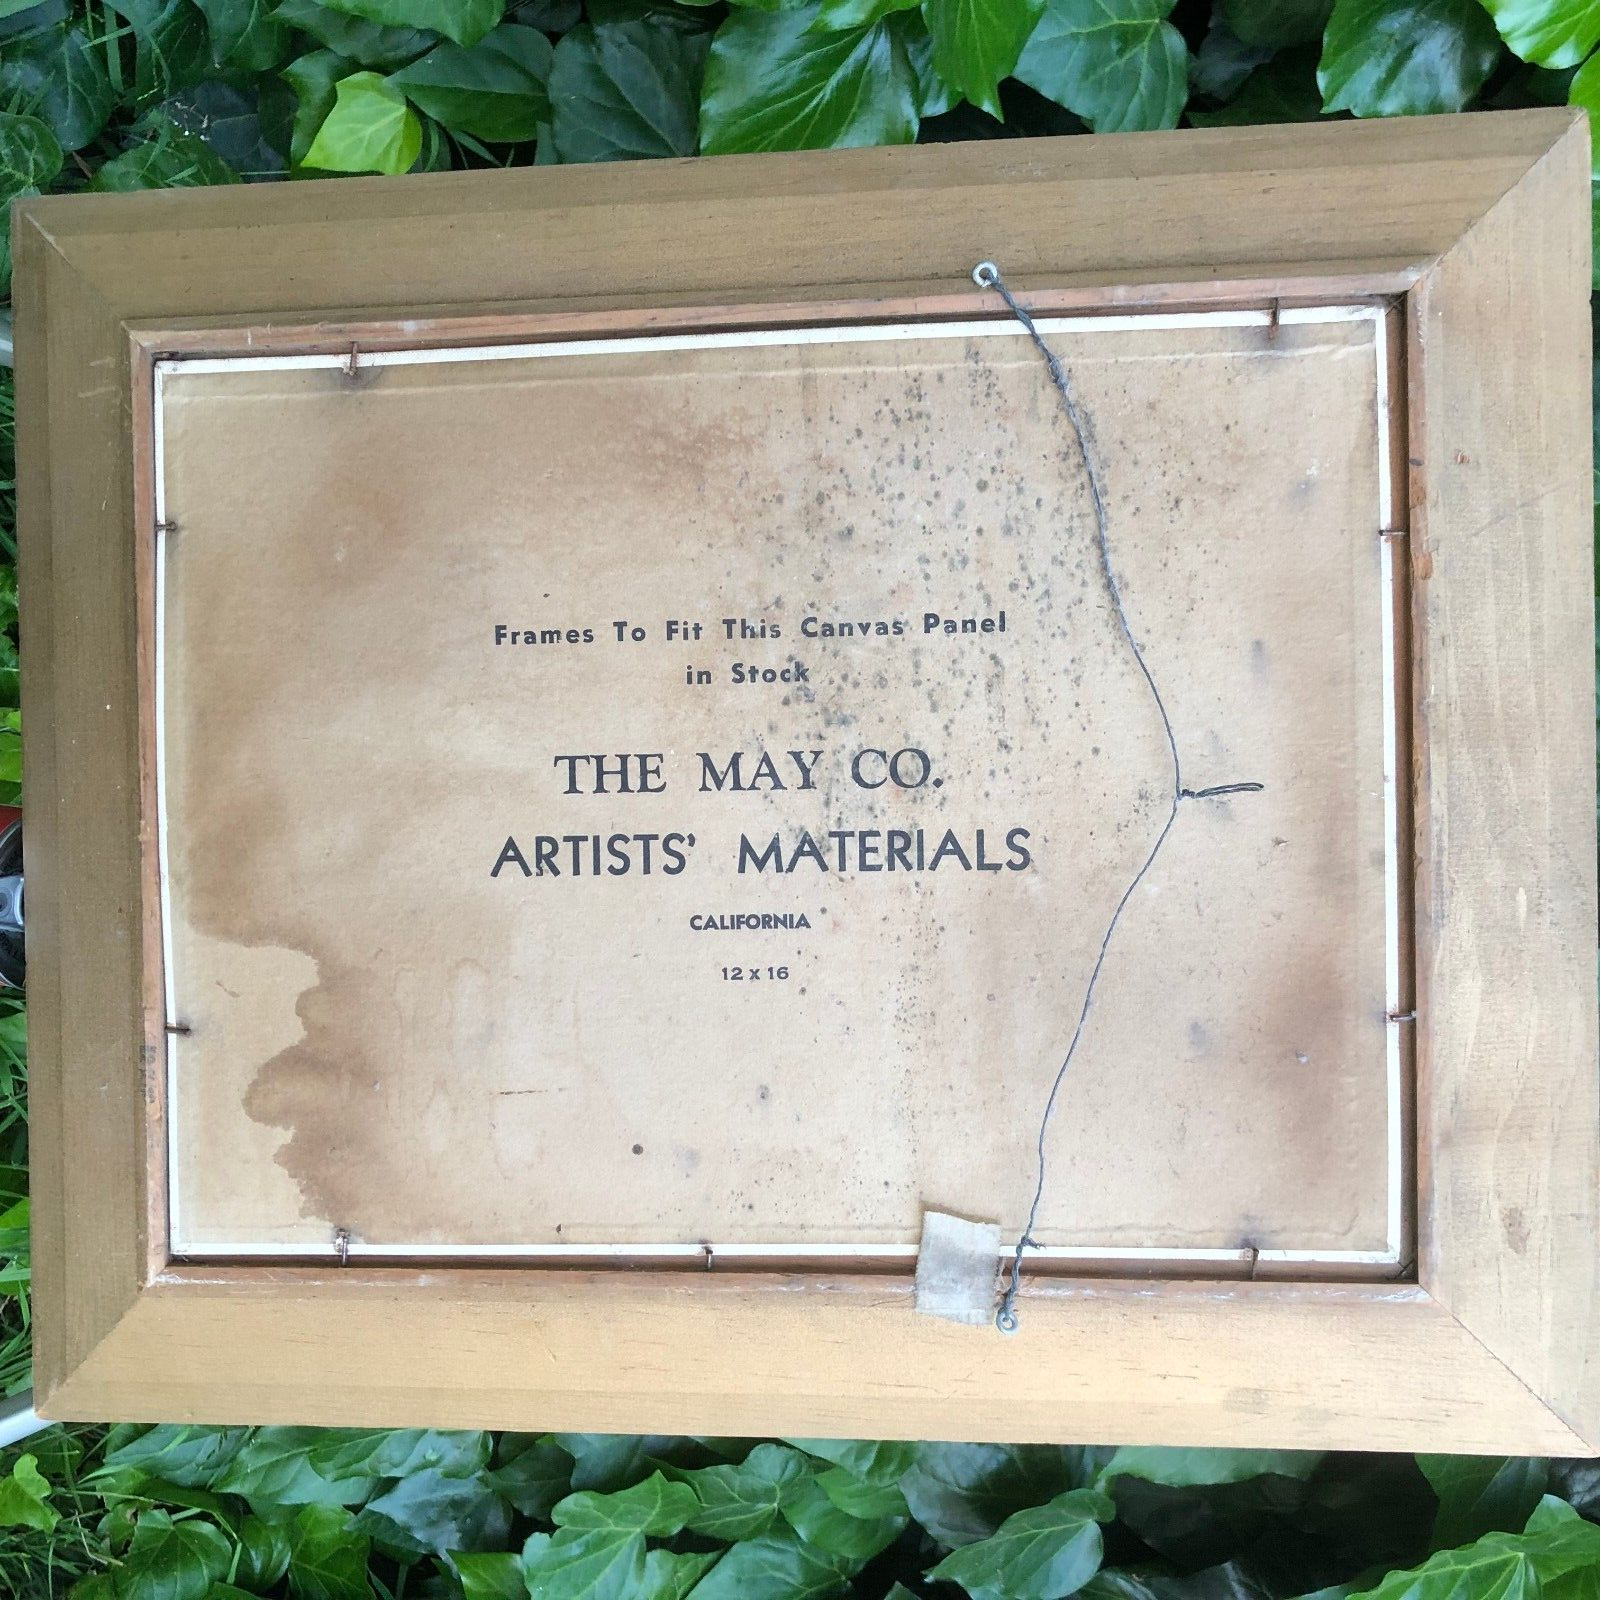 Frames To Fit This Canvas Panel
in Stock
THE MAY CO.
ARTISTS' MATERIALS
CALIFORNIA
12 x 16